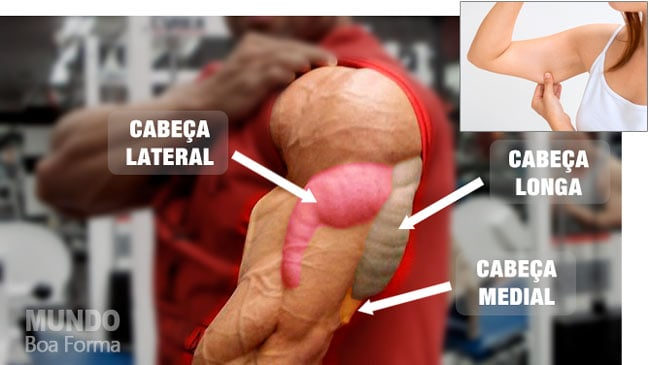 CABEÇA
LATERAL
CABEÇA
LONGA
CABEÇA
MEDIAL
MUNDO
Boa Forma